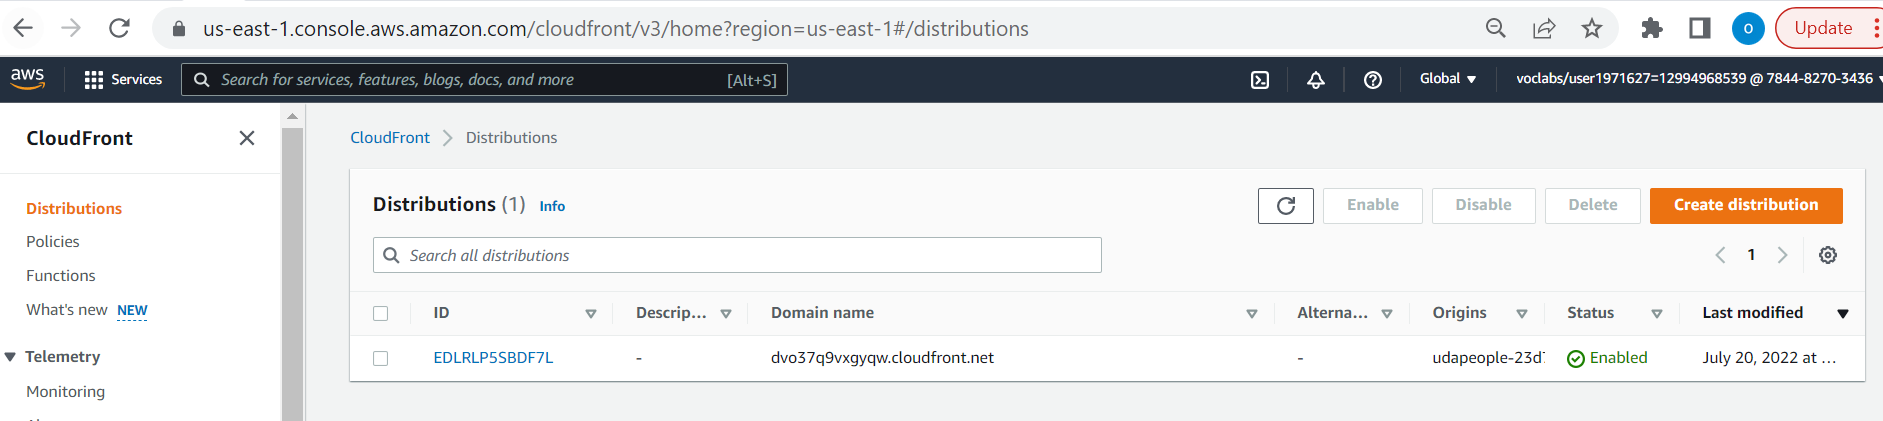 us-east-1.console.aws.amazon.com/cloudfront/v3/home?region=us-east-1#/distributions
O
Update
aws
Services
Search for services, features, blogs, docs, and more
[Alt+S]
Global
voclabs/user1971627=12994968539 @ 7844-8270-3436
CloudFront
Distributions
Policies
Functions
What's new NEW
Telemetry
Monitoring
CloudFront > Distributions
Distributions (1) Info
Enable
Disable
Delete
Create distribution
Search all distributions
1
ID Descrip... Domain name Alterna... Origins Status Last modified
EDLRLP5SBDF7L - dvo37q9vxgyqw.cloudfront.net - udapeople-23d Enabled July 20, 2022 at ...